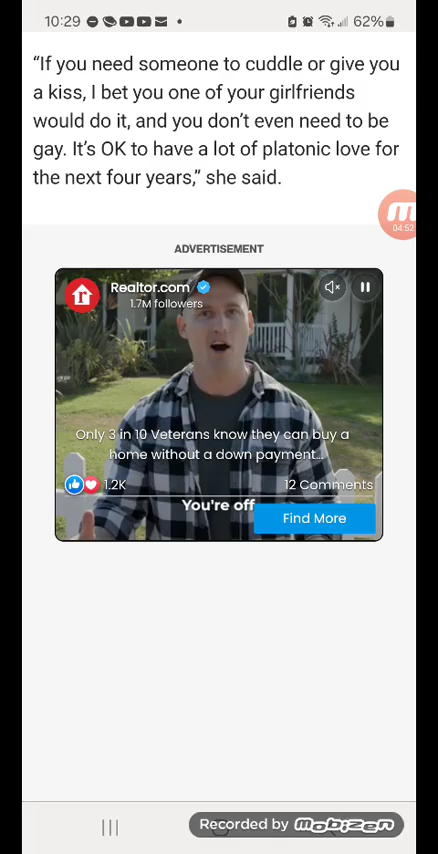 10:29 62%
“If you need someone to cuddle or give you
a kiss, I bet you one of your girlfriends
would do it, and you don’t even need to be
gay. It’s OK to have a lot of platonic love for
the next four years,” she said.
04:52
ADVERTISEMENT
Realtor.com
1.7M followers
Only 3 in 10 Veterans know they can buy a
home without a down payment...
1.2K 12 Comments
You're off
Find More
Recorded by mobizen